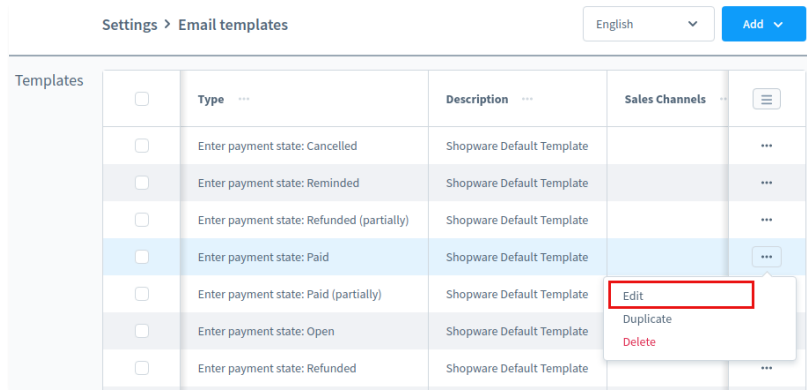 Settings > Email templates
English
Add
Templates
Type ···
Description ···
Sales Channels ··
Enter payment state: Cancelled Shopware Default Template ···
Enter payment state: Reminded Shopware Default Template ···
Enter payment state: Refunded (partially) Shopware Default Template ···
Enter payment state: Paid Shopware Default Template ···
Enter payment state: Paid (partially) Shopware Default Template
Edit
Enter payment state: Open Shopware Default Template
Duplicate
Delete
Enter payment state: Refunded Shopware Default Template ···